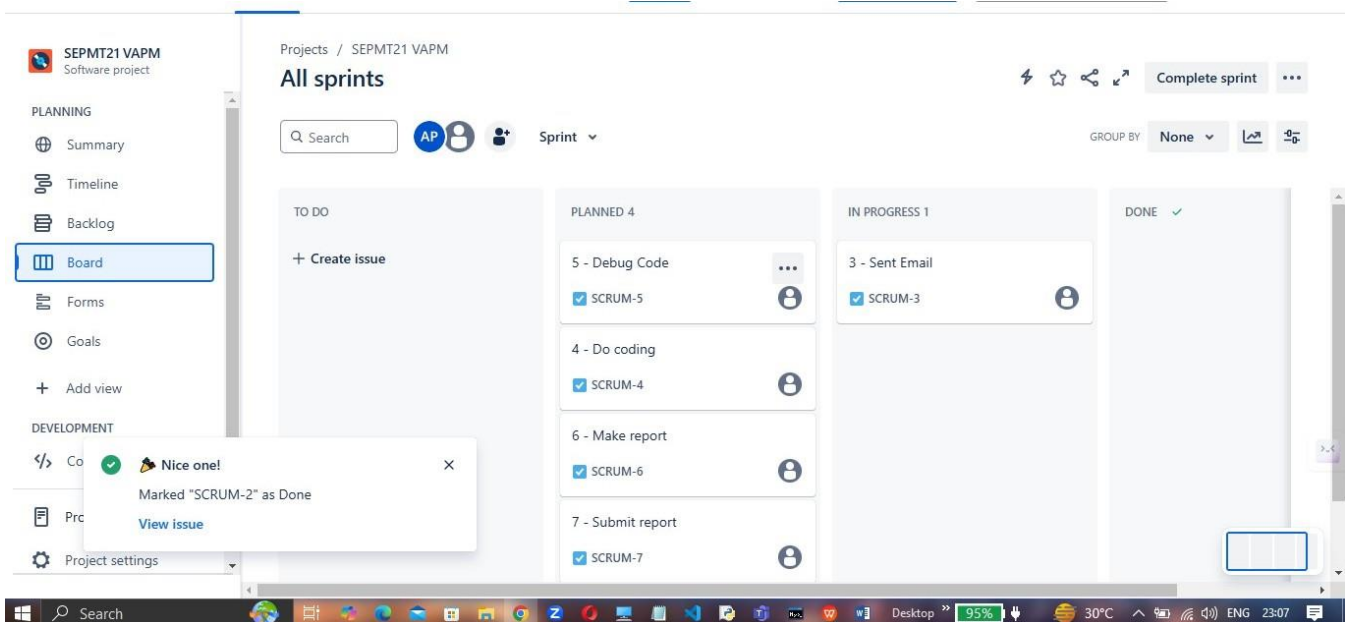 SEPMT21 VAPM
Software project
PLANNING
Summary
Timeline
Backlog
Board
Forms
Goals
+ Add view
DEVELOPMENT
Co
Project settings
Projects / SEPMT21 VAPM
All sprints
Complete sprint
Search
AP
Sprint
GROUP BY None
TO DO
+ Create issue
PLANNED 4
5 - Debug Code
SCRUM-5
4 - Do coding
SCRUM-4
6 - Make report
SCRUM-6
7 - Submit report
SCRUM-7
IN PROGRESS 1
3 - Sent Email
SCRUM-3
DONE
Nice one!
Marked "SCRUM-2" as Done
View issue
Search
Desktop
95%
30°C
ENG
23:07